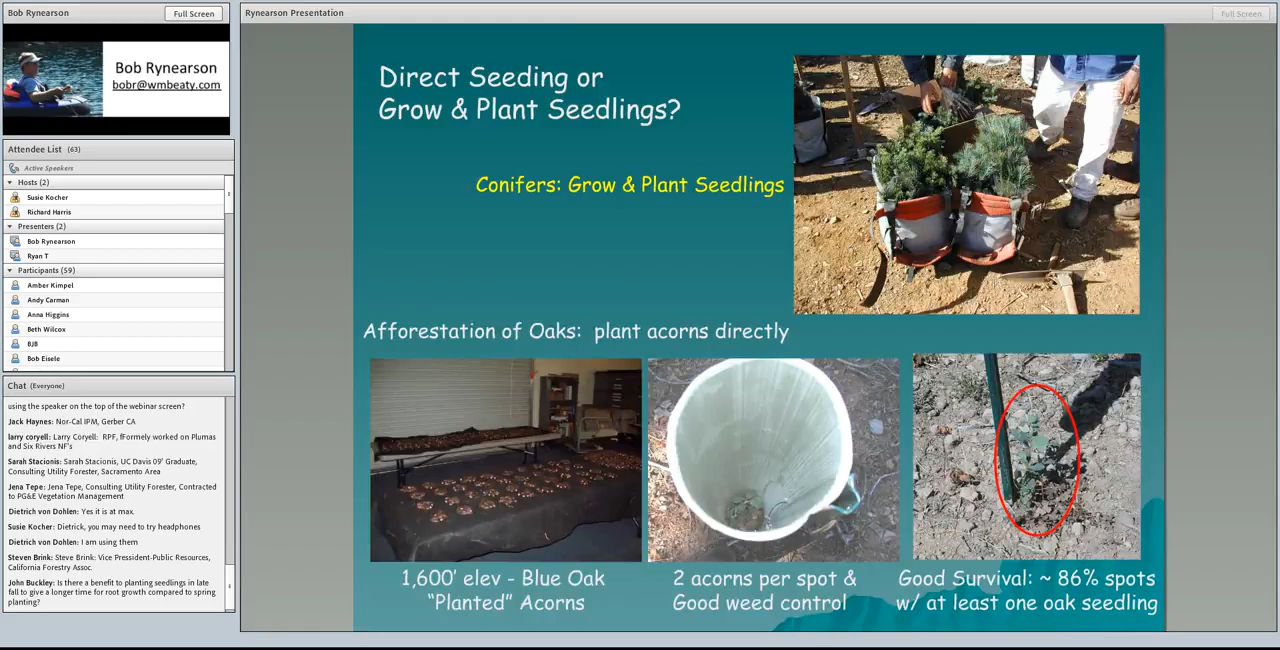 Bob Rynearson
Full Screen
Bob Rynearson
bobr@wmbeaty.com
Attendee List (63)
Active Speakers
Hosts (2)
Susie Kocher
Richard Harris
Presenters (2)
Bob Rynearson
Ryan T
Participants (59)
Amber Kimpel
Andy Carman
Anna Higgins
Beth Wilcox
BJB
Bob Eisele
Chat (Everyone)
using the speaker on the top of the webinar screen?
Jack Haynes: Nor-Cal IPM, Gerber CA
larry coryell: Larry Coryell: RPF, fFormely worked on Plumas
and Six Rivers NF's
Sarah Stacionis: Sarah Stacionis, UC Davis 09' Graduate,
Consulting Utility Forester, Sacramento Area
Jena Tepe: Jena Tepe, Consulting Utility Forester, Contracted
to PG&E Vegetation Management
Dietrich von Dohlen: Yes it is at max.
Susie Kocher: Dietrick, you may need to try headphones
Dietrich von Dohlen: I am using them
Steven Brink: Steve Brink: Vice President-Public Resources,
California Forestry Assoc.
John Buckley: Is there a benefit to planting seedlings in late
fall to give a longer time for root growth compared to spring
planting?
Rynearson Presentation
Full Screen
Direct Seeding or
Grow & Plant Seedlings?
Conifers: Grow & Plant Seedlings
Afforestation of Oaks: plant acorns directly
1,600' elev - Blue Oak
"Planted" Acorns
2 acorns per spot &
Good weed control
Good Survival: ~ 86% spots
w/ at least one oak seedling